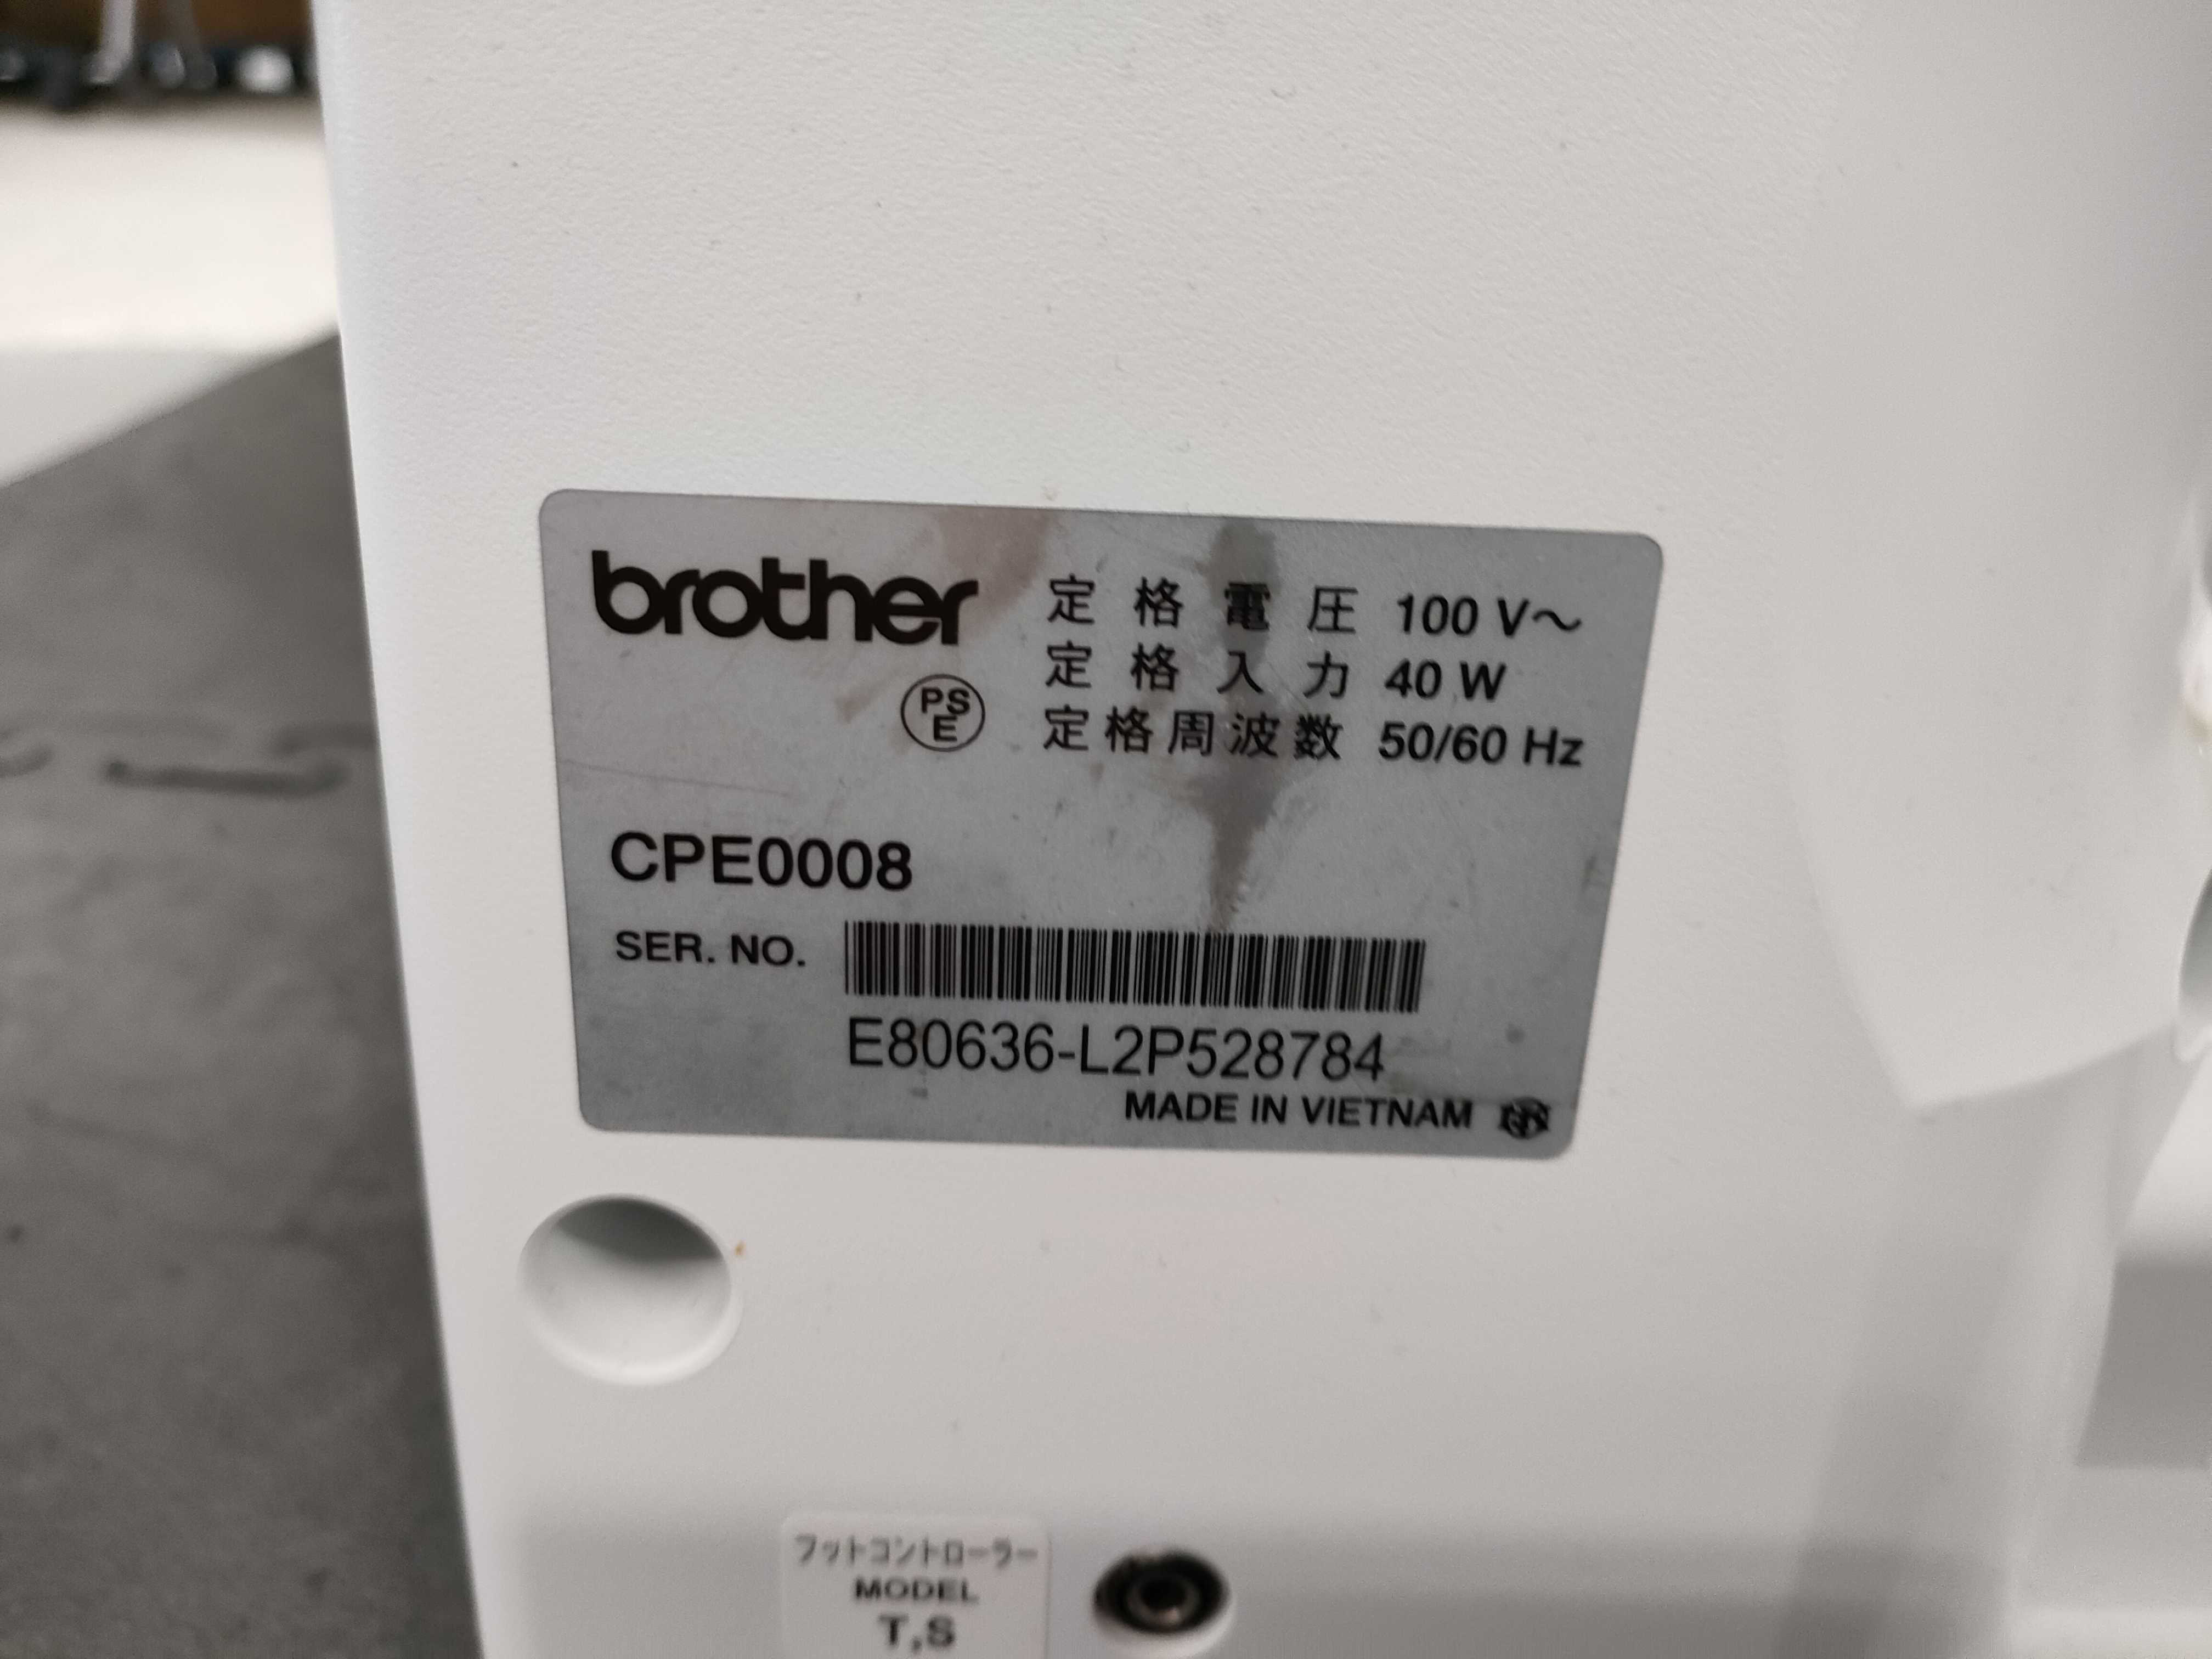 brother
定格電圧 100 V～
定格入力 40 W
定格周波数 50/60 Hz
PS
E
CPE0008
SER. NO.
E80636-L2P528784
MADE IN VIETNAM
フットコントローラー
MODEL
T,S